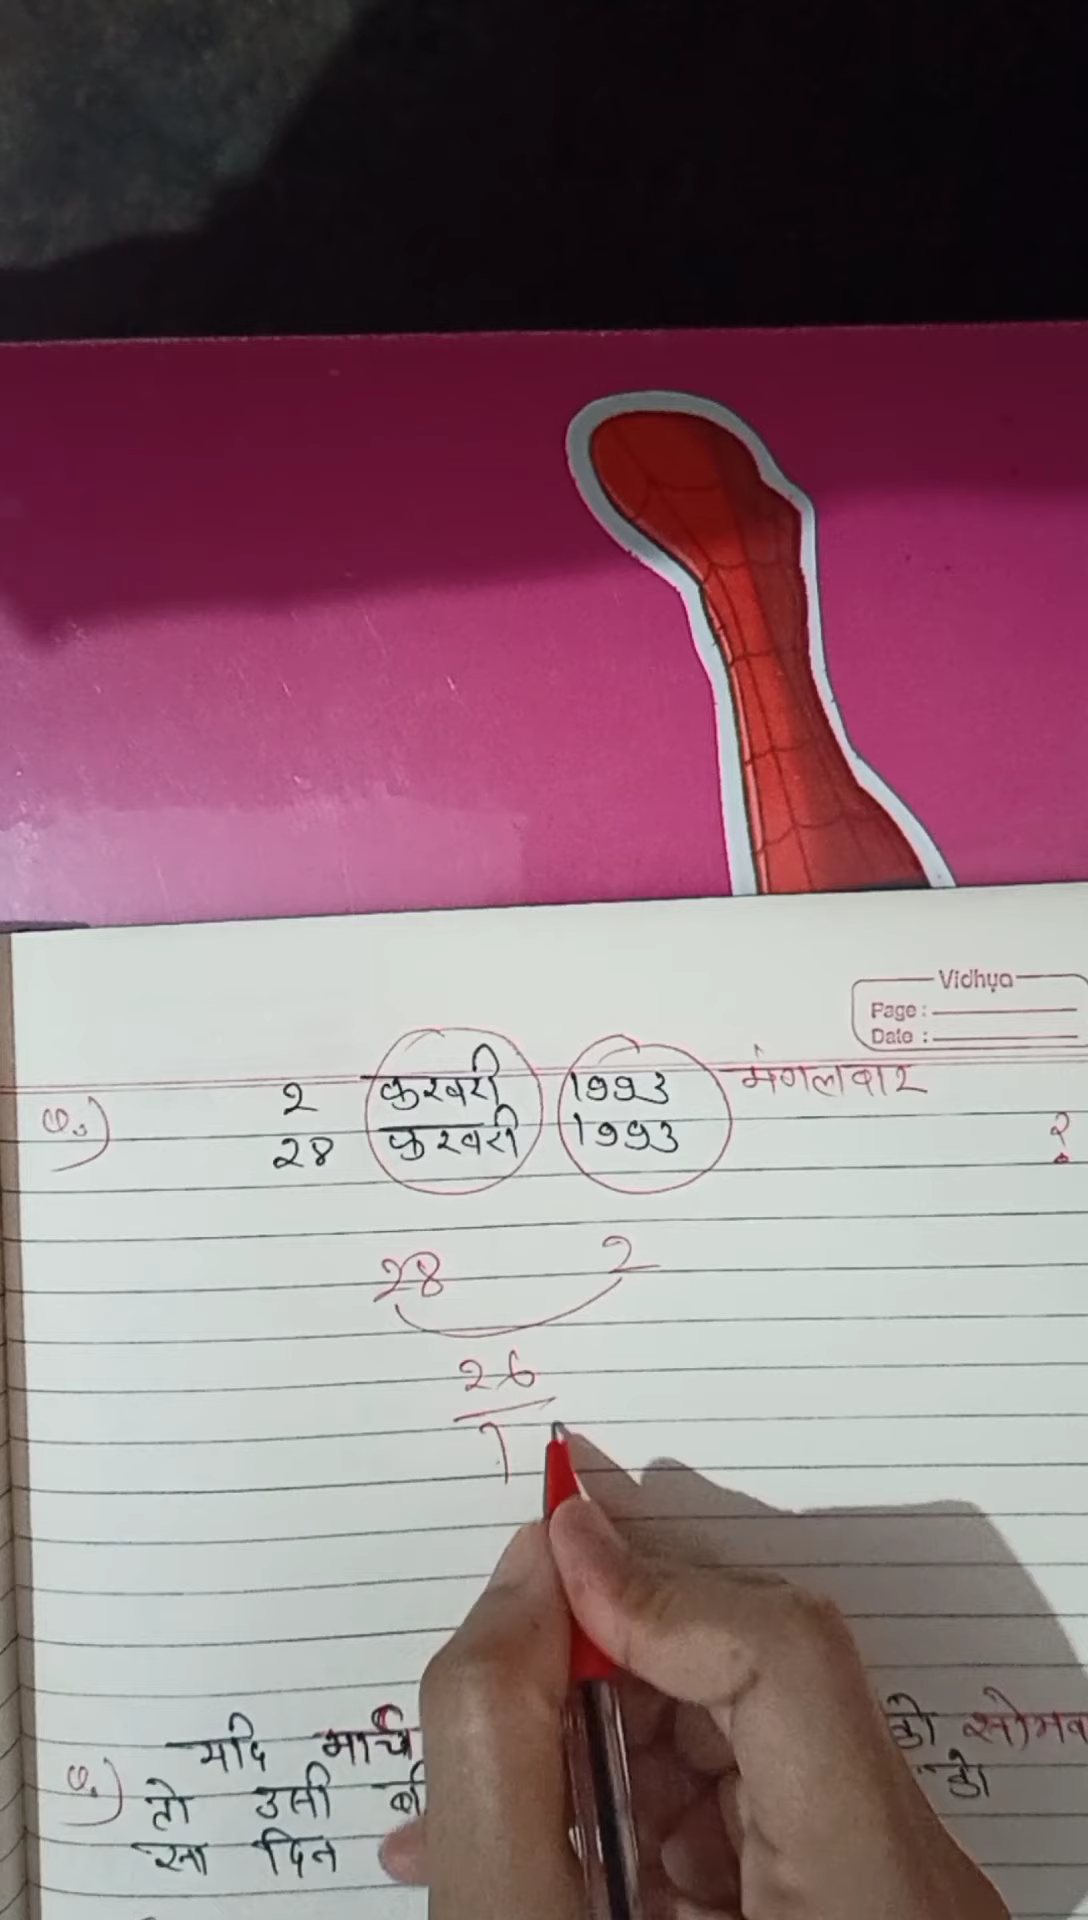 Vidhya
Page :
Date :
Q.) 2 फरवरी 1993 मंगलवार
28 फरवरी 1993 ?
28 2
26
7
Q.) यदि मार्च को सोमव
तो उसी को
सा दिन